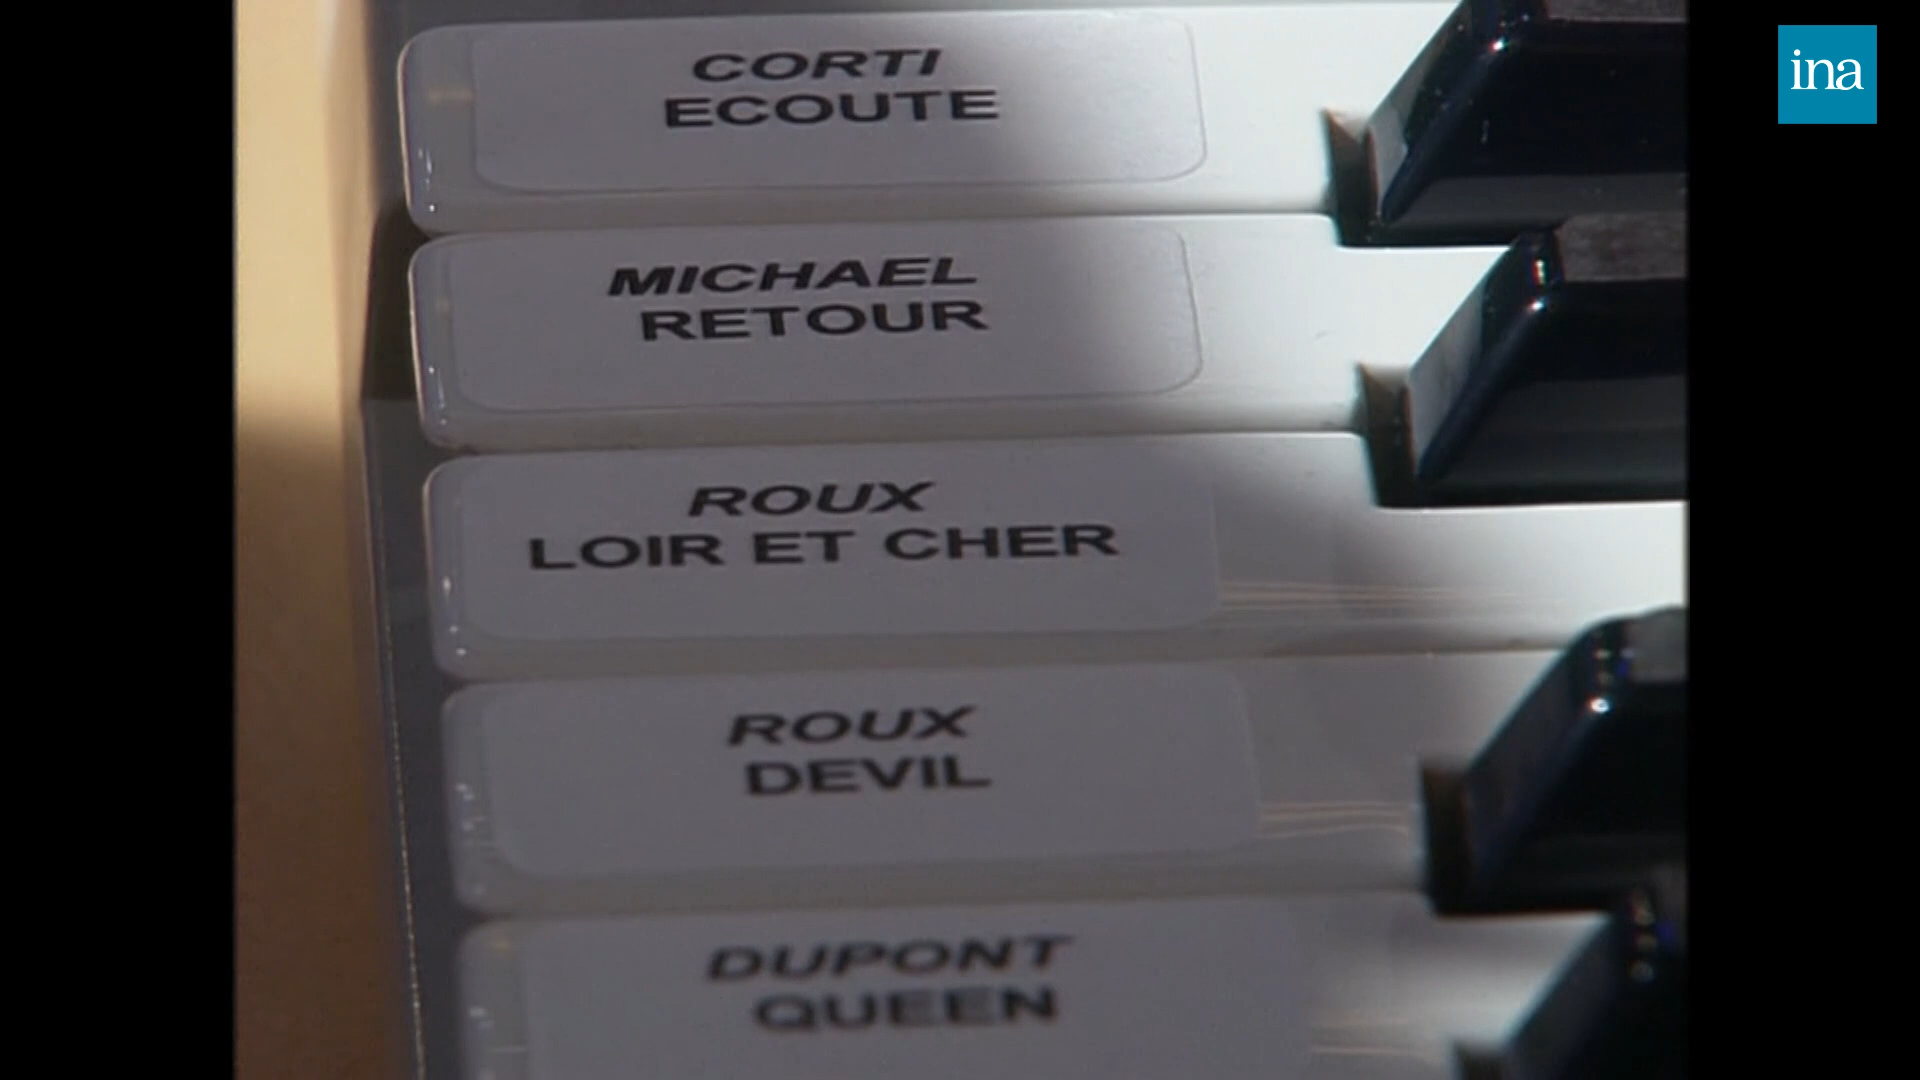 ina
CORTI
ECOUTE
MICHAEL
RETOUR
ROUX
LOIR ET CHER
ROUX
DEVIL
DUPONT
QUEEN